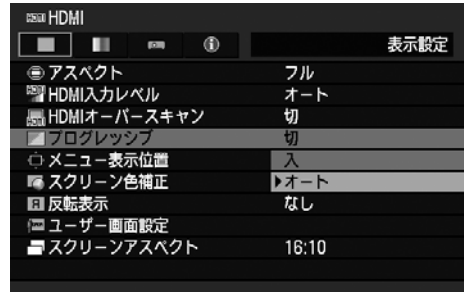 HDMI
表示設定
アスペクト フル
HDMI入力レベル オート
HDMIオーバースキャン 切
プログレッシブ 切
メニュー表示位置 入
スクリーン色補正 オート
反転表示 なし
ユーザー画面設定
スクリーンアスペクト 16:10